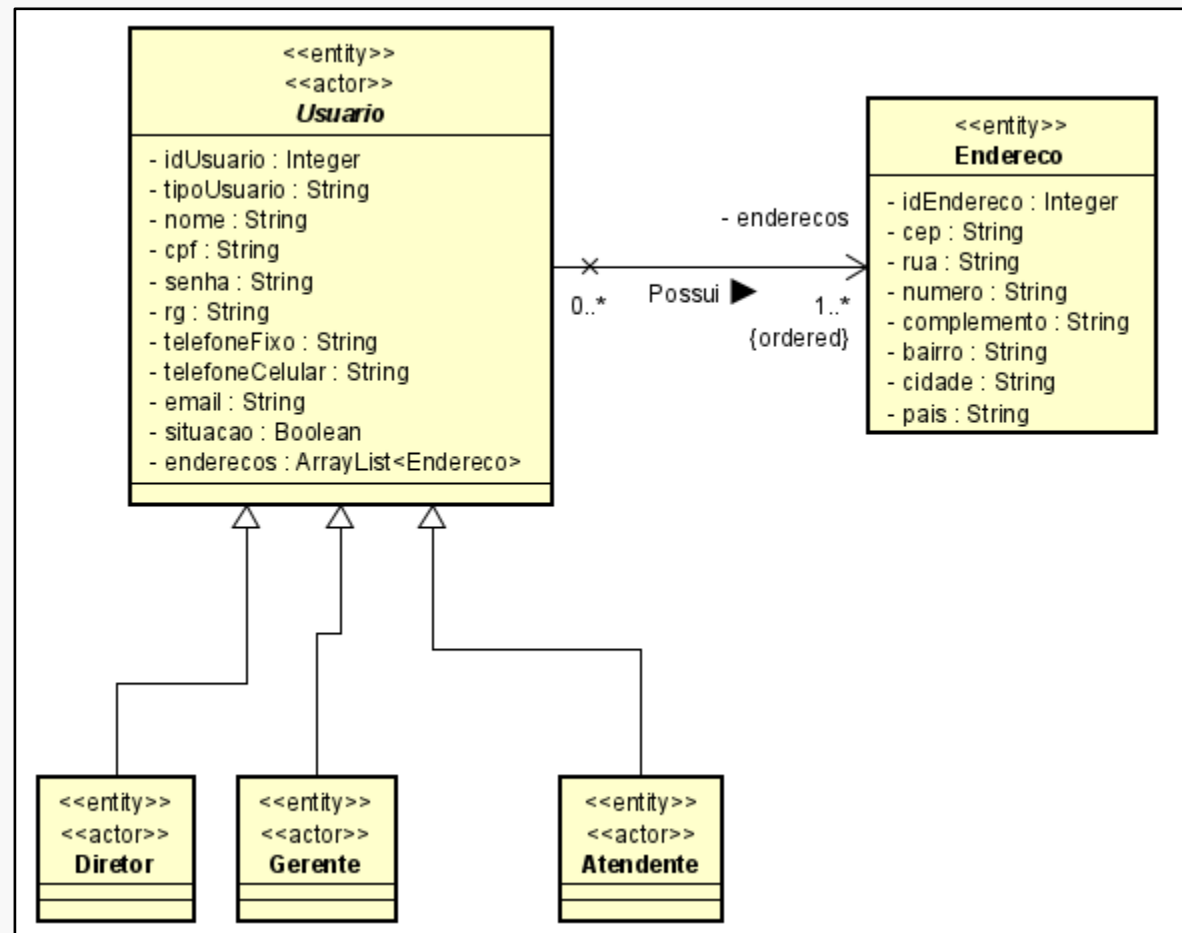 <<entity>>
<<actor>>
Usuario
- idUsuario : Integer
- tipoUsuario : String
- nome : String
- cpf : String
- senha : String
- rg : String
- telefoneFixo : String
- telefoneCelular : String
- email : String
- situacao : Boolean
- enderecos : ArrayList<Endereco>
- enderecos
0..*
Possui ▶
1..*
{ordered}
<<entity>>
Endereco
- idEndereco : Integer
- cep : String
- rua : String
- numero : String
- complemento : String
- bairro : String
- cidade : String
- pais : String
<<entity>>
<<actor>>
Diretor
<<entity>>
<<actor>>
Gerente
<<entity>>
<<actor>>
Atendente